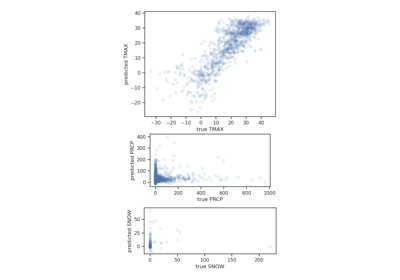 40
30
20
10
0
−10
−20
predicted TMAX
−30 −20 −10 0 10 20 30 40
true TMAX
400
300
200
100
0
predicted PRCP
0 200 400 600 800 1000
true PRCP
50
25
0
predicted SNOW
0 50 100 150 200
true SNOW